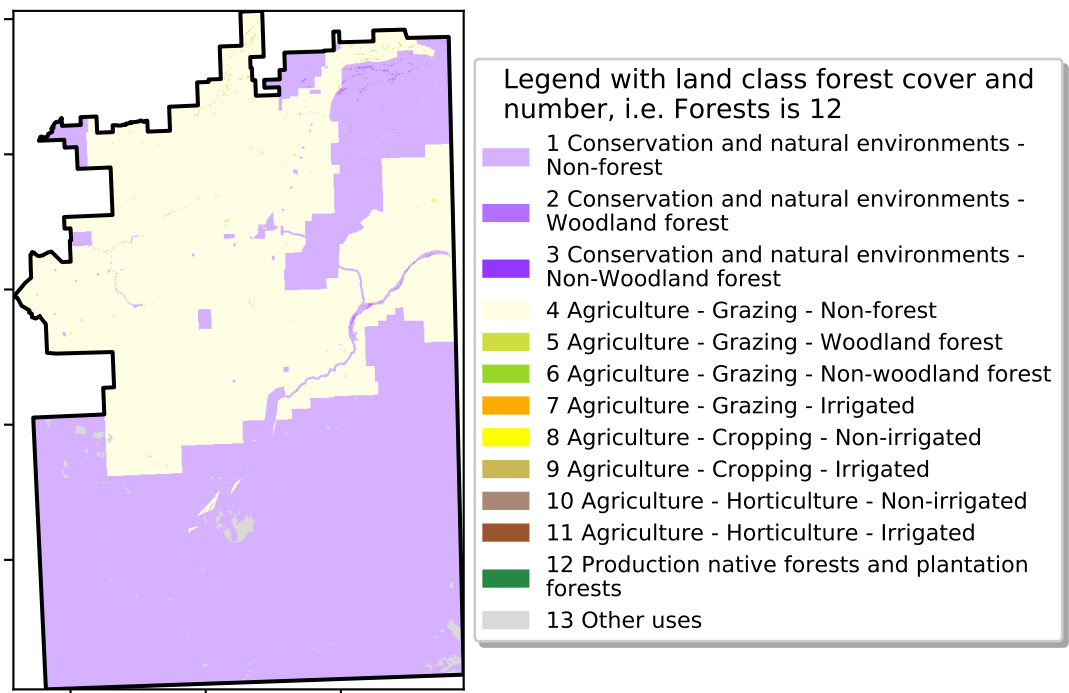 Legend with land class forest cover and
number, i.e. Forests is 12
1 Conservation and natural environments -
Non-forest
2 Conservation and natural environments -
Woodland forest
3 Conservation and natural environments -
Non-Woodland forest
4 Agriculture - Grazing - Non-forest
5 Agriculture - Grazing - Woodland forest
6 Agriculture - Grazing - Non-woodland forest
7 Agriculture - Grazing - Irrigated
8 Agriculture - Cropping - Non-irrigated
9 Agriculture - Cropping - Irrigated
10 Agriculture - Horticulture - Non-irrigated
11 Agriculture - Horticulture - Irrigated
12 Production native forests and plantation
forests
13 Other uses